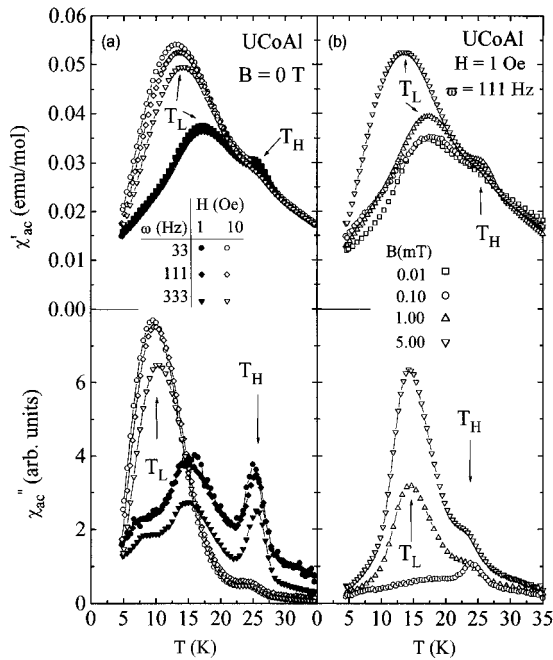 (a) UCoAl
B = 0 T
T_L
T_H
H (Oe)
ω (Hz) 1 10
33
111
333
χ'ac (emu/mol)
0.06
0.05
0.04
0.03
0.02
0.01
0.00
(b) UCoAl
H = 1 Oe
ϖ = 111 Hz
T_L
T_H
B(mT)
0.01
0.10
1.00
5.00
χac'' (arb. units)
6
4
2
0
T_H
T_L
T_H
T_L
0 5 10 15 20 25 30 0
5 10 15 20 25 30 35
T (K)
T (K)